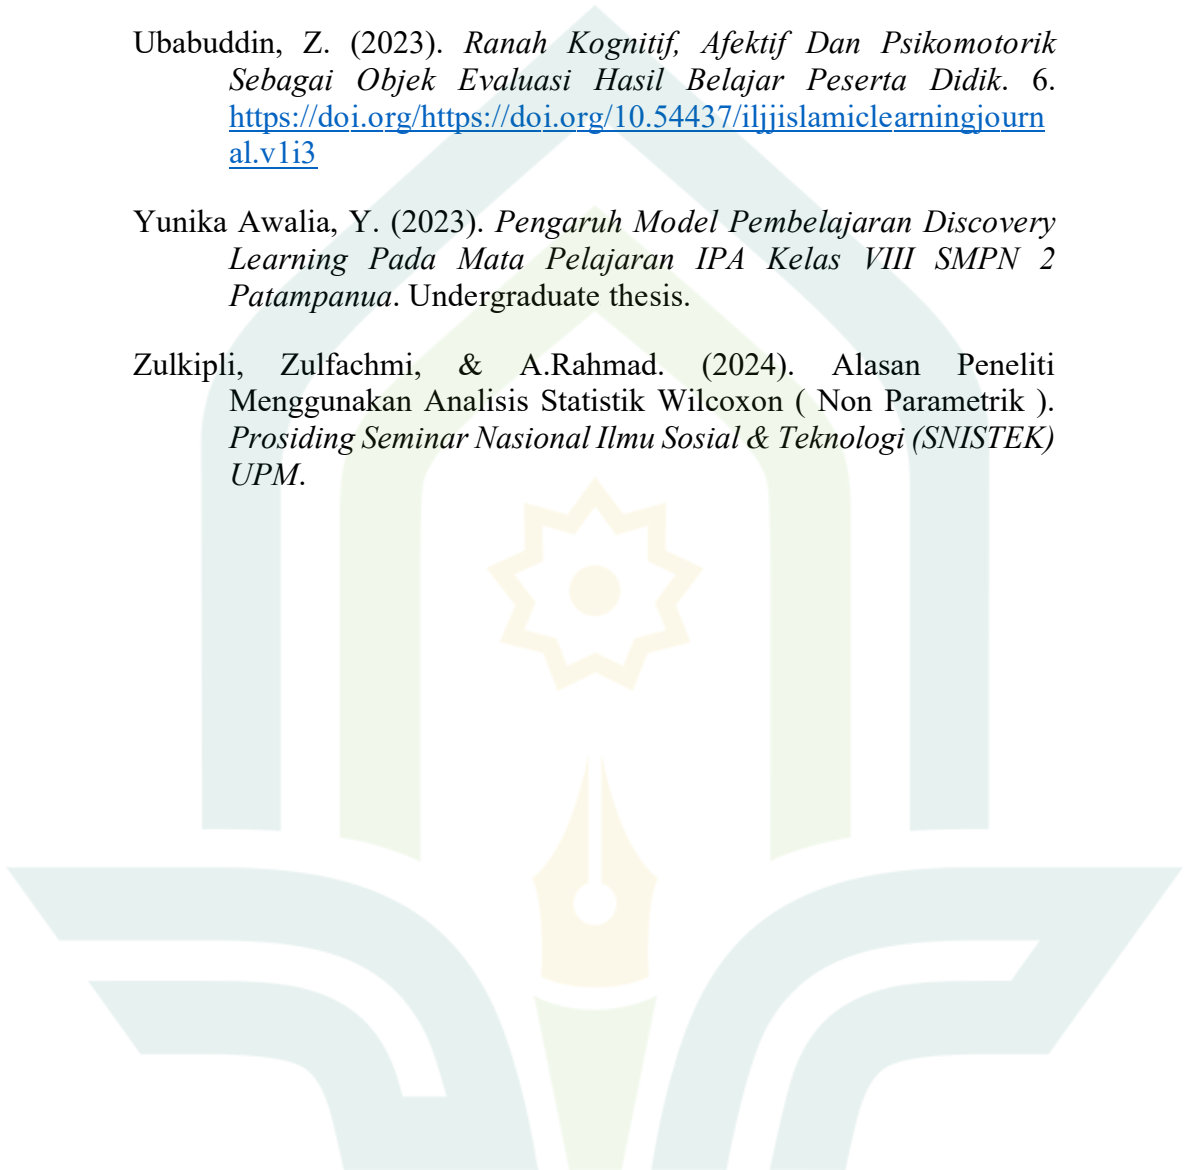 Ubabuddin, Z. (2023). Ranah Kognitif, Afektif Dan Psikomotorik
Sebagai Objek Evaluasi Hasil Belajar Peserta Didik. 6.
https://doi.org/https://doi.org/10.54437/iljjislamiclearningjourn
al.v1i3
Yunika Awalia, Y. (2023). Pengaruh Model Pembelajaran Discovery
Learning Pada Mata Pelajaran IPA Kelas VIII SMPN 2
Patampanua. Undergraduate thesis.
Zulkipli, Zulfachmi, & A.Rahmad. (2024). Alasan Peneliti
Menggunakan Analisis Statistik Wilcoxon ( Non Parametrik ).
Prosiding Seminar Nasional Ilmu Sosial & Teknologi (SNISTEK)
UPM.